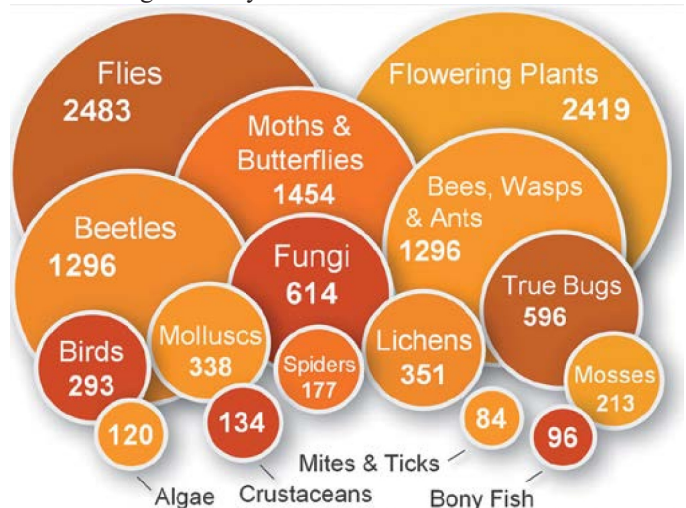 Flies
2483
Flowering Plants
2419
Moths &
Butterflies
1454
Bees, Wasps
& Ants
1296
Beetles
1296
Fungi
614
True Bugs
596
Molluscs
338
Lichens
351
Birds
293
Spiders
177
Mosses
213
120
134
84
96
Mites & Ticks
Algae
Crustaceans
Bony Fish